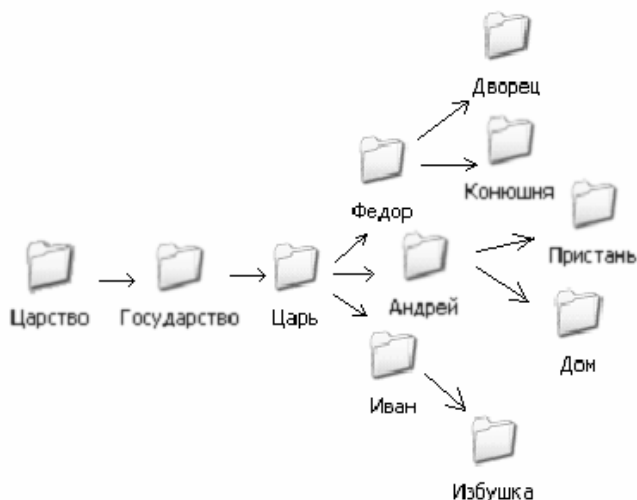 Дворец
Конюшня
Федор
Пристань
Царство
Государство
Царь
Андрей
Дом
Иван
Избушка